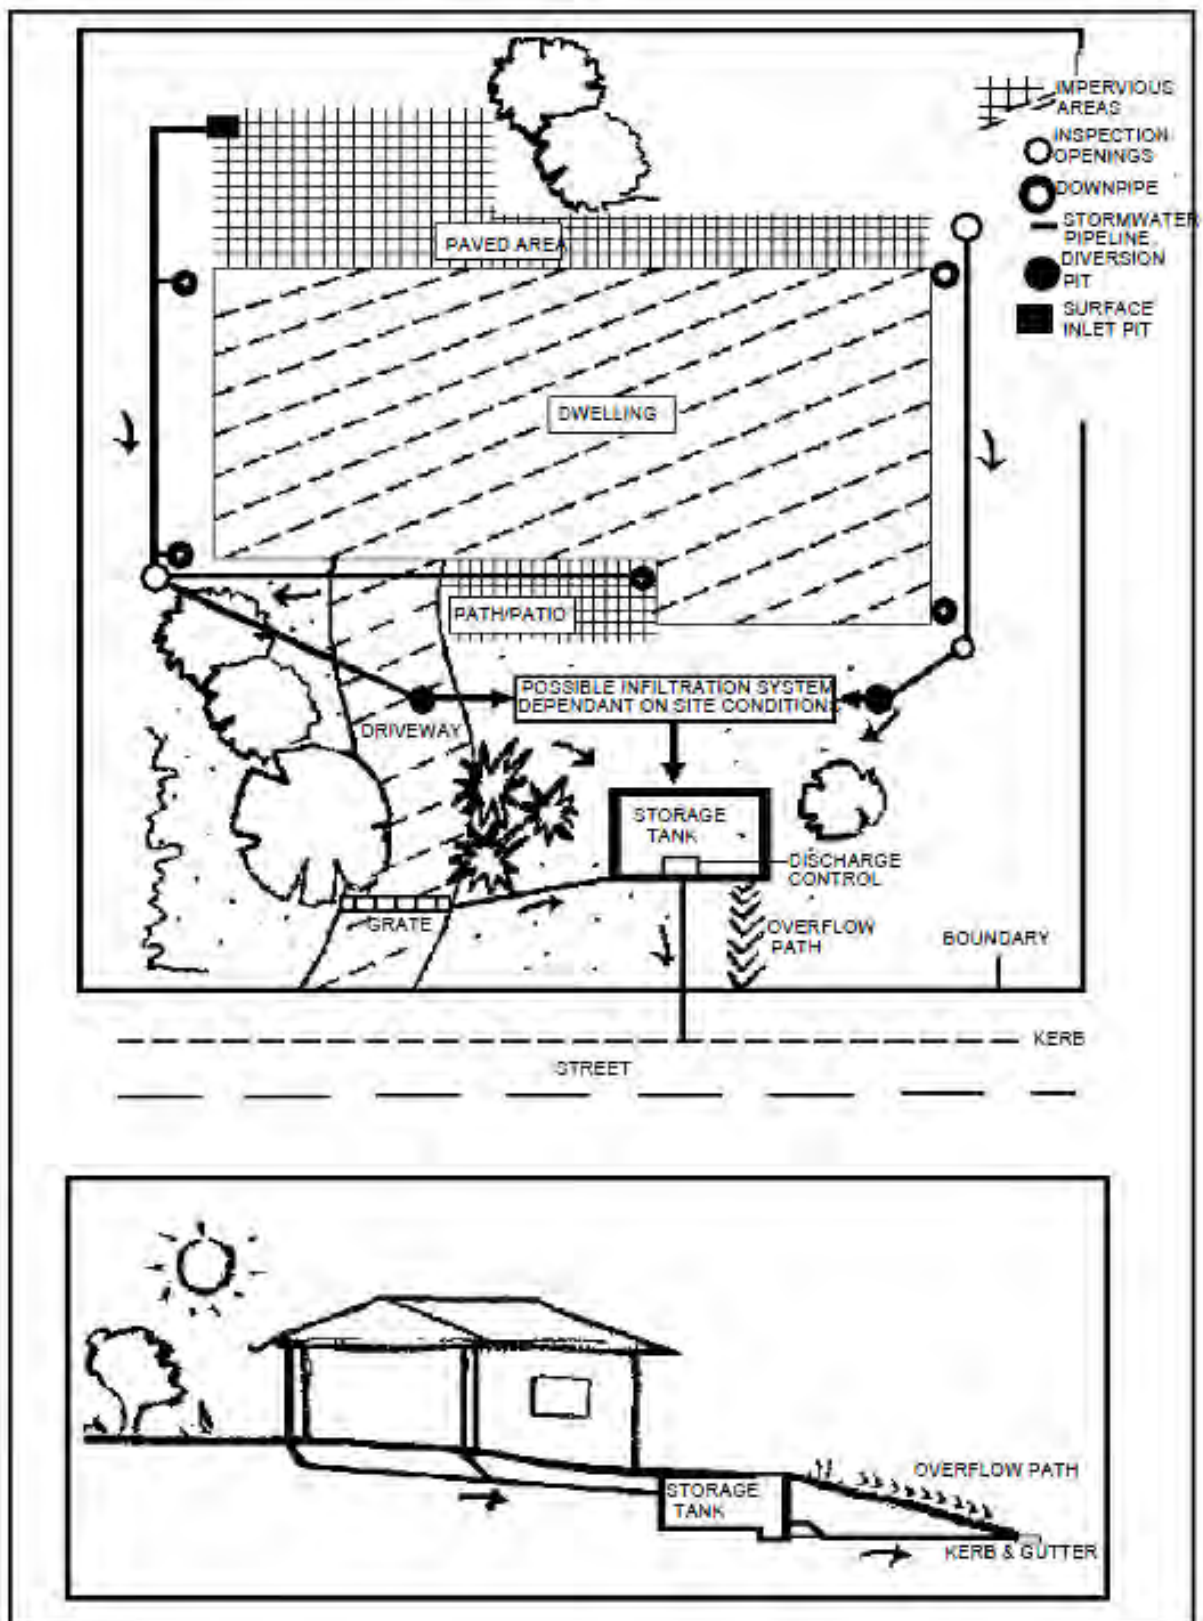 IMPERVIOUS
AREAS
INSPECTION
OPENINGS
DOWNPIPE
STORMWATER
PIPELINE
DIVERSION
PIT
SURFACE
INLET PIT
PAVED AREA
DWELLING
PATH/PATIO
POSSIBLE INFILTRATION SYSTEM
DEPENDANT ON SITE CONDITIONS
DRIVEWAY
STORAGE
TANK
DISCHARGE
CONTROL
GRATE
OVERFLOW
PATH
BOUNDARY
KERB
STREET
OVERFLOW PATH
STORAGE
TANK
KERB & GUTTER